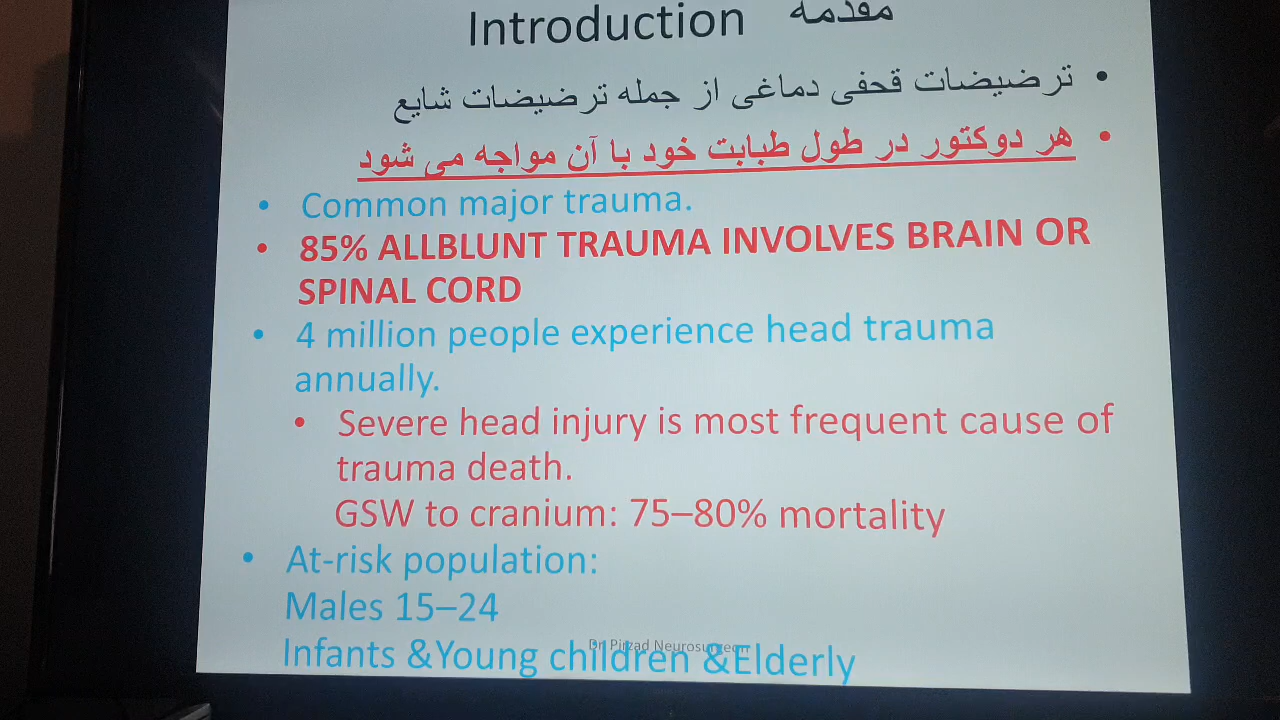 Introduction مقدمه
• ترضیضات قحفی دماغی از جمله ترضیضات شایع
• هر دوکتور در طول طبابت خود با آن مواجه می شود
• Common major trauma.
• 85% ALLBLUNT TRAUMA INVOLVES BRAIN OR
SPINAL CORD
• 4 million people experience head trauma
annually.
• Severe head injury is most frequent cause of
trauma death.
GSW to cranium: 75–80% mortality
• At-risk population:
Males 15–24
Infants &Young children &Elderly
Dr Pirzad Neurosurgeon